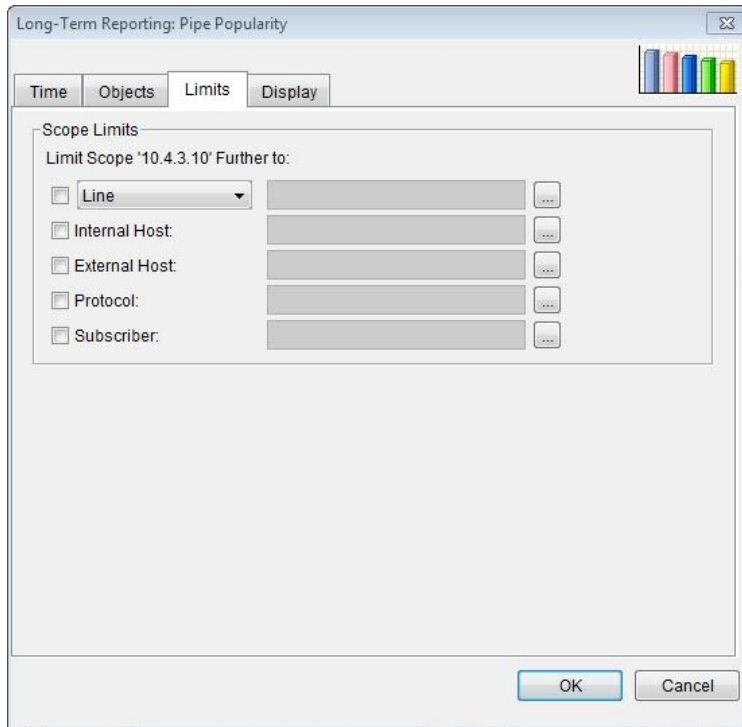 Long-Term Reporting: Pipe Popularity
Time Objects Limits Display
Scope Limits
Limit Scope '10.4.3.10' Further to:
Line ...
Internal Host: ...
External Host: ...
Protocol: ...
Subscriber: ...
OK Cancel